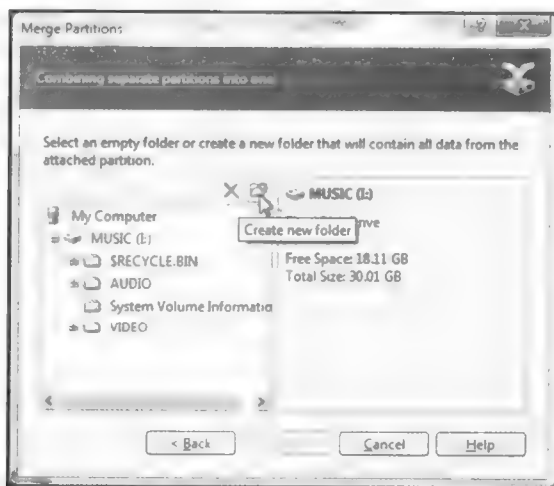 Merge Partitions
Combining separate partitions into one
Select an empty folder or create a new folder that will contain all data from the
attached partition.
MUSIC (I:)
My Computer
MUSIC (I:)
Create new folder
$RECYCLE.BIN
Free Space: 18.11 GB
AUDIO
Total Size: 30.01 GB
System Volume Informatio
VIDEO
< Back
Cancel
Help